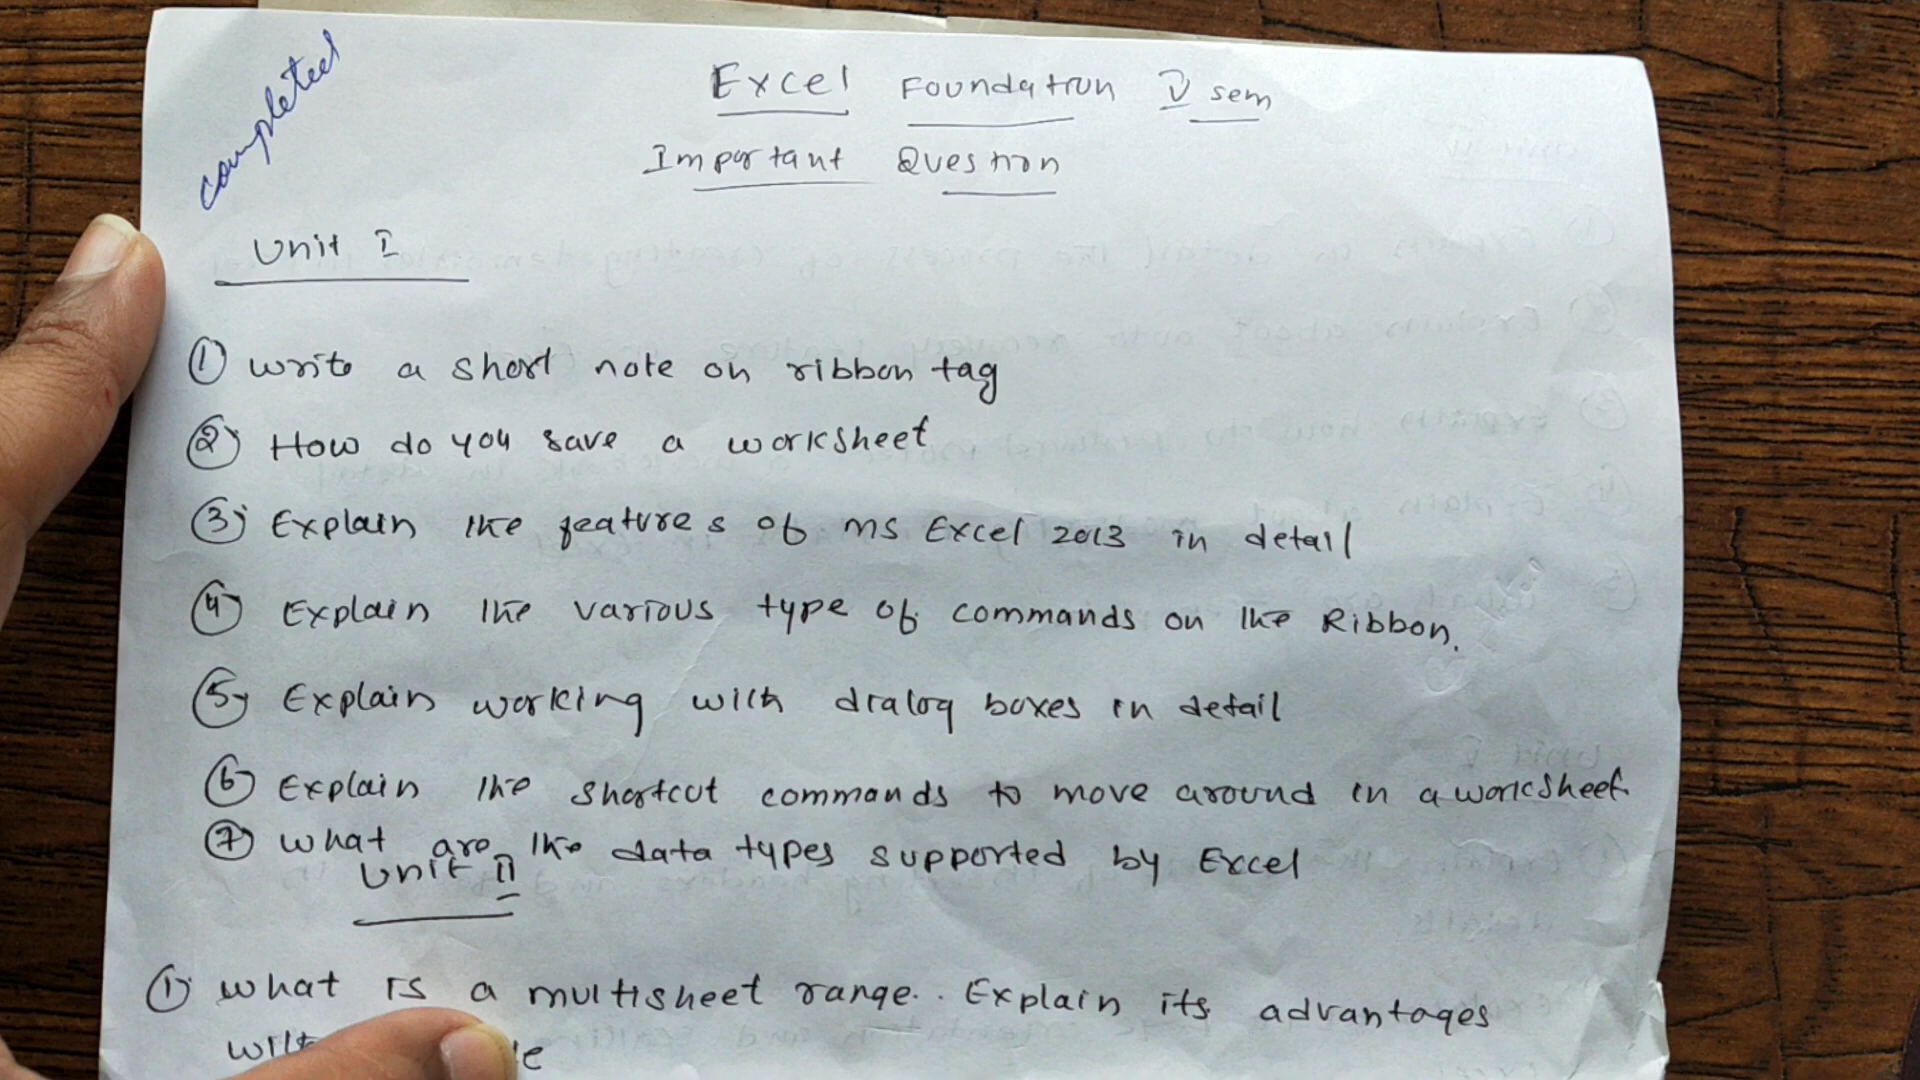 completed
Excel Foundation V sem
Important Question
Unit I
① write a short note on ribbon tag
② How do you save a worksheet
③ Explain the features of ms Excel 2013 in detail
④ Explain the various type of commands on the Ribbon.
⑤ Explain working with dialog boxes in detail
⑥ Explain the shortcut commands to move around in a worksheet
⑦ what are the data types supported by Excel
Unit II
① what is a multisheet range. Explain its advantages